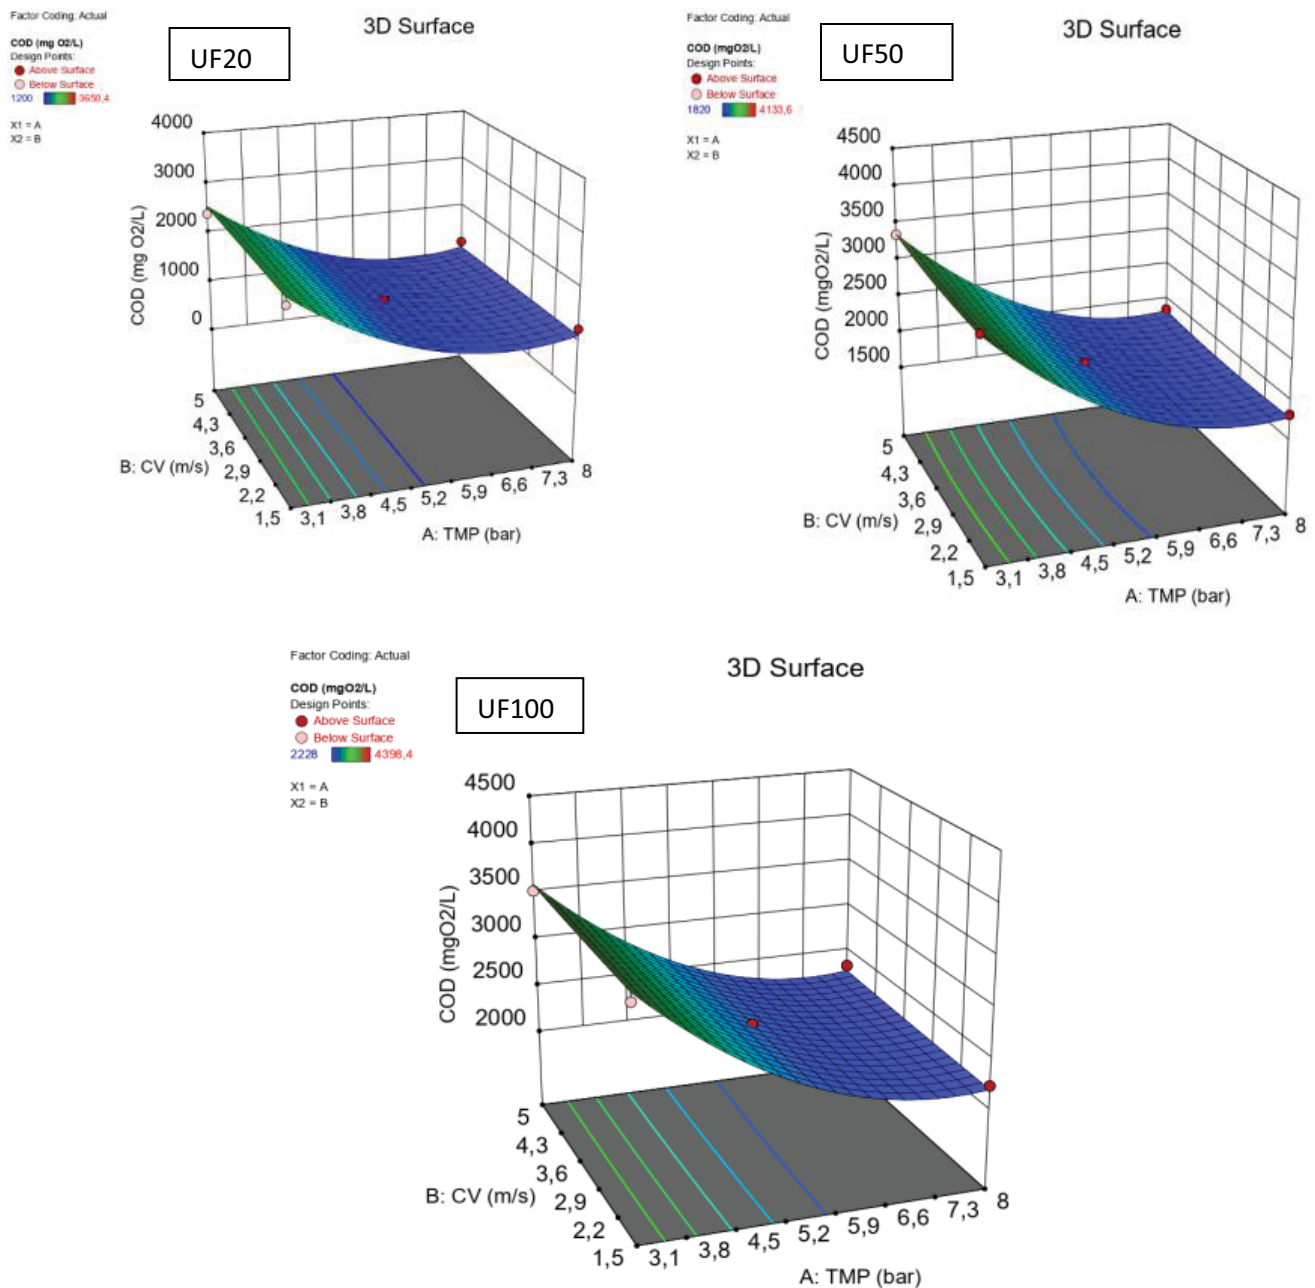 Factor Coding: Actual
3D Surface
UF20
COD (mg O2/L)
Design Points:
Above Surface
Below Surface
1200 3650,4
X1 = A
X2 = B
4000
3000
2000
1000
0
COD (mg O2/L)
5
4,3
3,6
2,9
2,2
1,5
B: CV (m/s)
3,1 3,8 4,5 5,2 5,9 6,6 7,3 8
A: TMP (bar)
Factor Coding: Actual
3D Surface
UF50
COD (mgO2/L)
Design Points:
Above Surface
Below Surface
1820 4133,6
X1 = A
X2 = B
4500
4000
3500
3000
2500
2000
1500
COD (mgO2/L)
5
4,3
3,6
2,9
2,2
1,5
B: CV (m/s)
3,1 3,8 4,5 5,2 5,9 6,6 7,3 8
A: TMP (bar)
Factor Coding: Actual
3D Surface
UF100
COD (mgO2/L)
Design Points:
Above Surface
Below Surface
2228 4398,4
X1 = A
X2 = B
4500
4000
3500
3000
2500
2000
COD (mgO2/L)
5
4,3
3,6
2,9
2,2
1,5
B: CV (m/s)
3,1 3,8 4,5 5,2 5,9 6,6 7,3 8
A: TMP (bar)